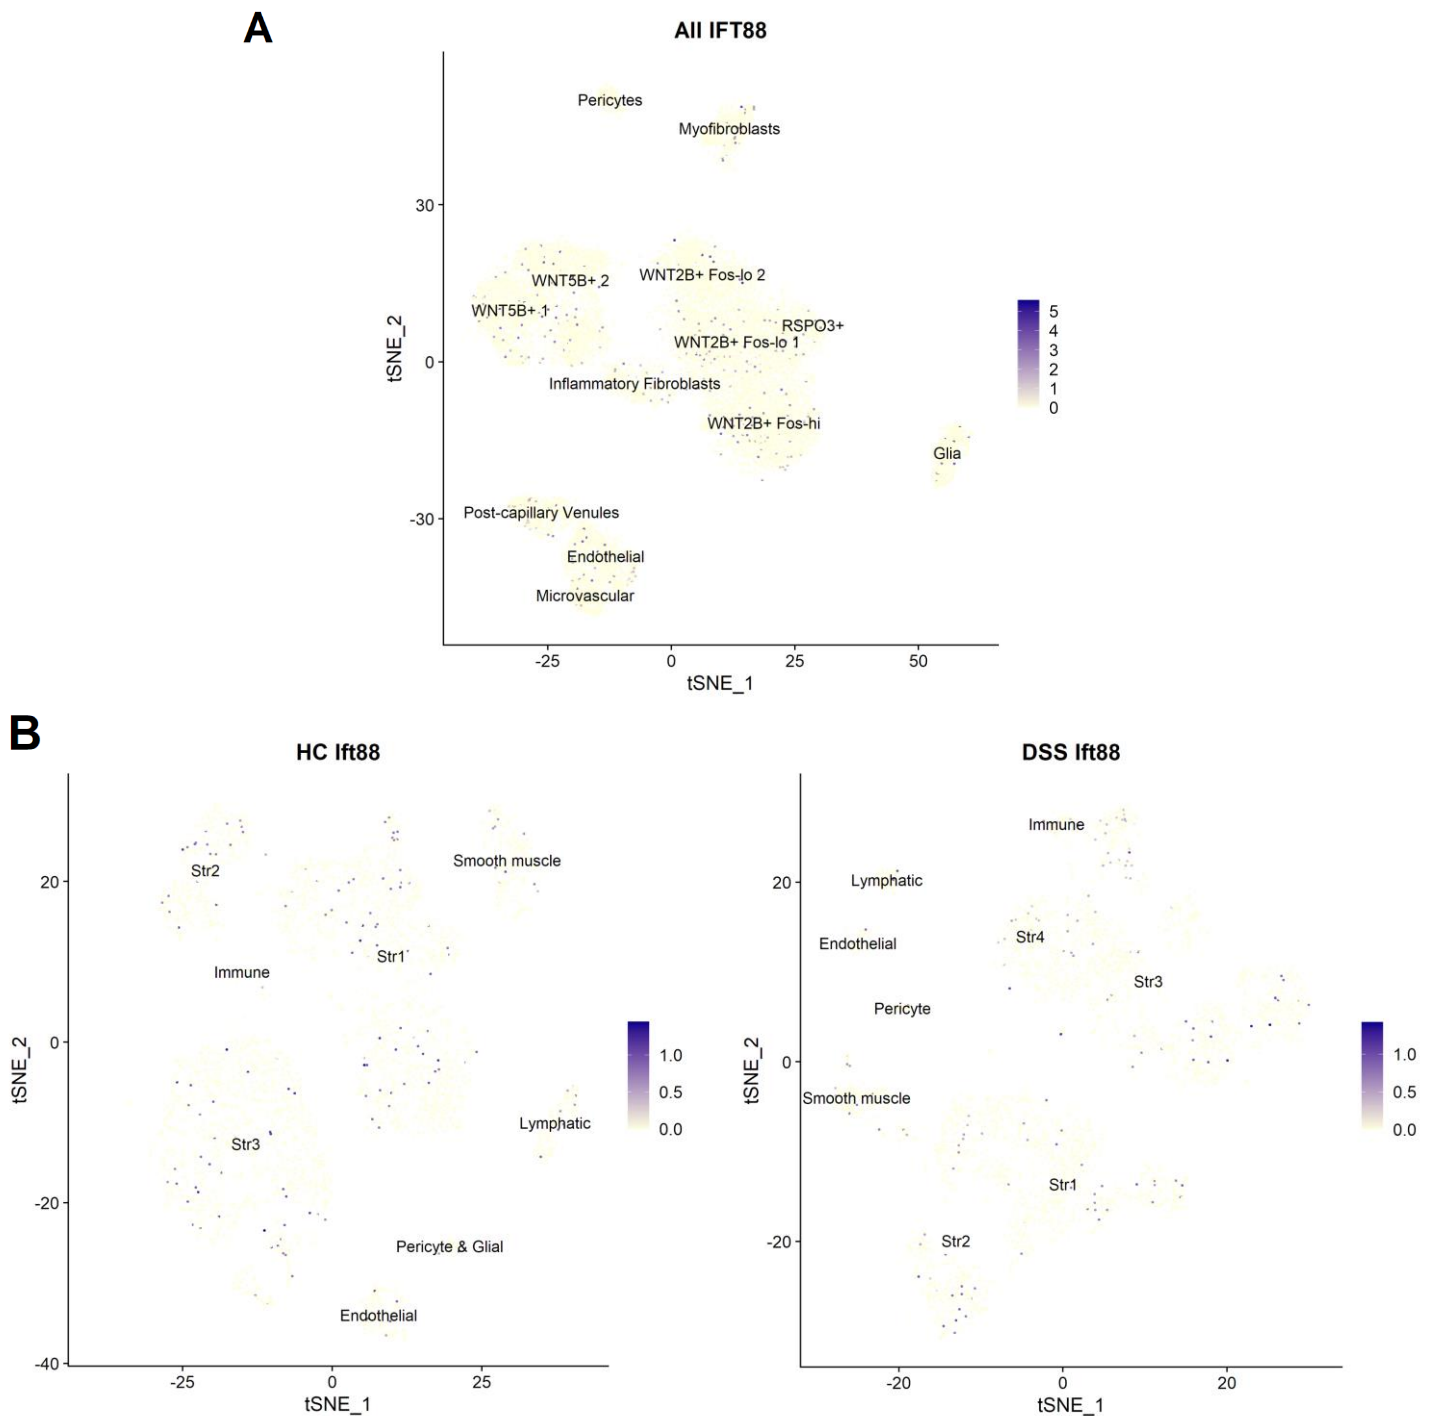 A
All IFT88
Pericytes
Myofibroblasts
30
WNT5B+ 2
WNT2B+ Fos-lo 2
WNT5B+ 1
RSPO3+
WNT2B+ Fos-lo 1
5
4
3
2
1
0
tSNE_2
0
Inflammatory Fibroblasts
WNT2B+ Fos-hi
Glia
-30
Post-capillary Venules
Endothelial
Microvascular
-25
0
25
50
tSNE_1
B
HC Ift88
Str2
20
Smooth muscle
Str1
Immune
0
tSNE_2
1.0
0.5
0.0
Lymphatic
Str3
-20
Pericyte & Glial
Endothelial
-40
-25
0
25
tSNE_1
DSS Ift88
Immune
20
Lymphatic
Str4
Endothelial
Str3
Pericyte
0
tSNE_2
1.0
0.5
0.0
Smooth muscle
Str1
-20
Str2
-20
0
20
tSNE_1